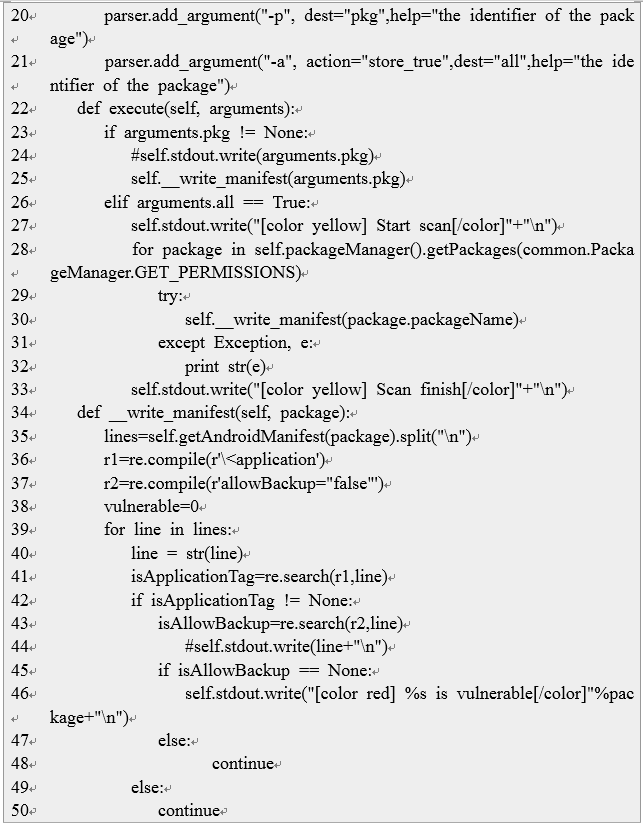 20↵ parser.add_argument("-p", dest="pkg",help="the identifier of the pack
age")↵
21↵ parser.add_argument("-a", action="store_true",dest="all",help="the ide
↵ ntifier of the package")↵
22↵ def execute(self, arguments):↵
23↵ if arguments.pkg != None:↵
24↵ #self.stdout.write(arguments.pkg)↵
25↵ self.__write_manifest(arguments.pkg)↵
26↵ elif arguments.all == True:↵
27↵ self.stdout.write("[color yellow] Start scan[/color]"+"\n")↵
28↵ for package in self.packageManager().getPackages(common.Packa
↵ geManager.GET_PERMISSIONS)↵
29↵ try:↵
30↵ self.__write_manifest(package.packageName)↵
31↵ except Exception, e:↵
32↵ print str(e)↵
33↵ self.stdout.write("[color yellow] Scan finish[/color]"+"\n")↵
34↵ def __write_manifest(self, package):↵
35↵ lines=self.getAndroidManifest(package).split("\n")↵
36↵ r1=re.compile(r'\<application')↵
37↵ r2=re.compile(r'allowBackup="false"')↵
38↵ vulnerable=0↵
39↵ for line in lines:↵
40↵ line = str(line)↵
41↵ isApplicationTag=re.search(r1,line)↵
42↵ if isApplicationTag != None:↵
43↵ isAllowBackup=re.search(r2,line)↵
44↵ #self.stdout.write(line+"\n")↵
45↵ if isAllowBackup == None:↵
46↵ self.stdout.write("[color red] %s is vulnerable[/color]"%pac
↵ kage+"\n")↵
47↵ else:↵
48↵ continue↵
49↵ else:↵
50↵ continue↵